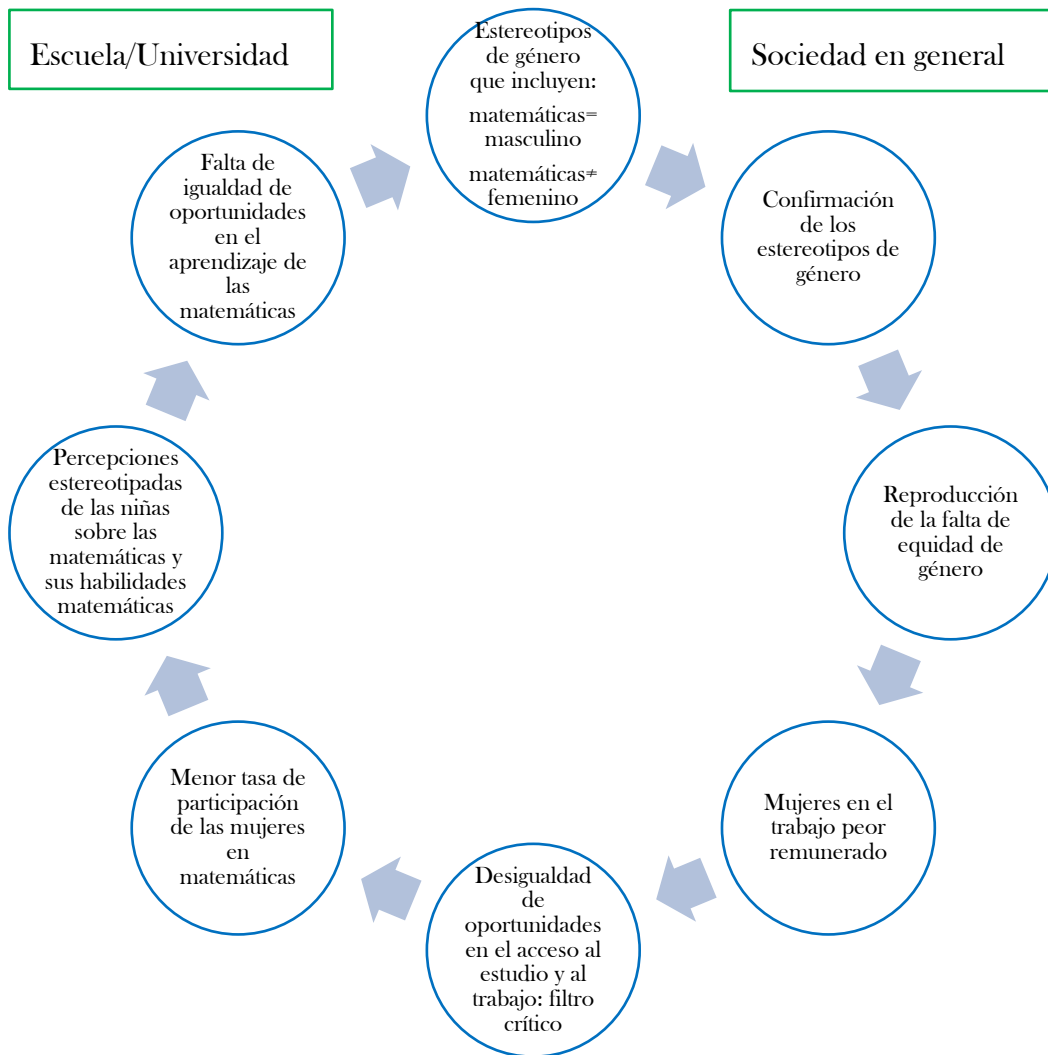 Escuela/Universidad
Sociedad en general
Estereotipos
de género
que incluyen:
matemáticas=
masculino
matemáticas≠
femenino
Confirmación
de los
estereotipos de
género
Reproducción
de la falta de
equidad de
género
Mujeres en el
trabajo peor
remunerado
Desigualdad
de
oportunidades
en el acceso al
estudio y al
trabajo: filtro
crítico
Menor tasa de
participación
de las mujeres
en
matemáticas
Percepciones
estereotipadas
de las niñas
sobre las
matemáticas y
sus habilidades
matemáticas
Falta de
igualdad de
oportunidades
en el
aprendizaje de
las
matemáticas